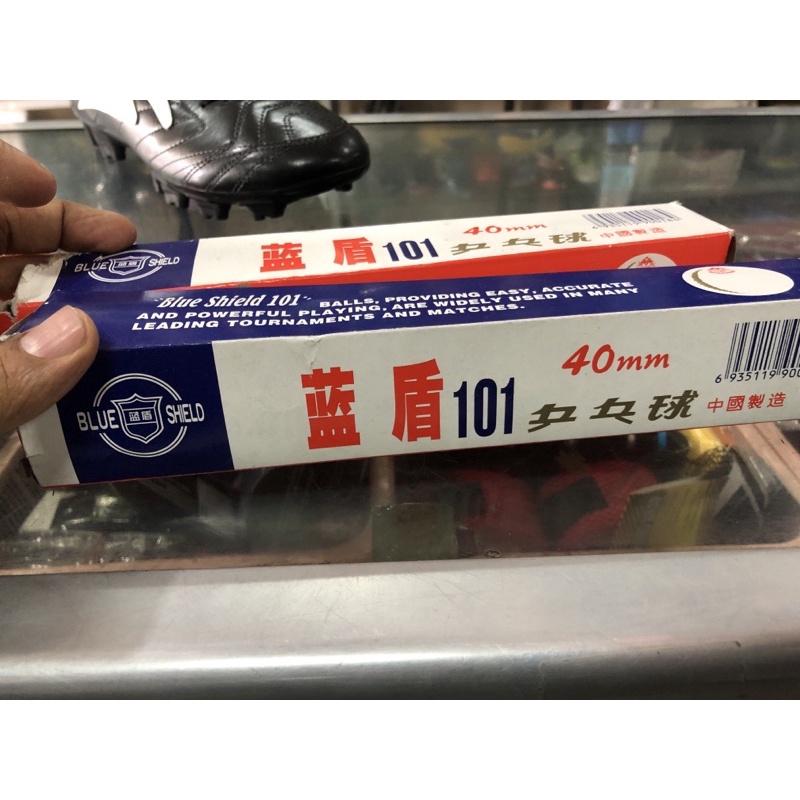 BLUE 蓝盾 SHIELD
蓝盾101 乒乓球
40mm
中國製造
"Blue Shield 101" BALLS, PROVIDING EASY, ACCURATE
AND POWERFUL PLAYING, ARE WIDELY USED IN MANY
LEADING TOURNAMENTS AND MATCHES.
BLUE 蓝盾 SHIELD
蓝盾101 乒乓球
40mm
中國製造
6 935119 900